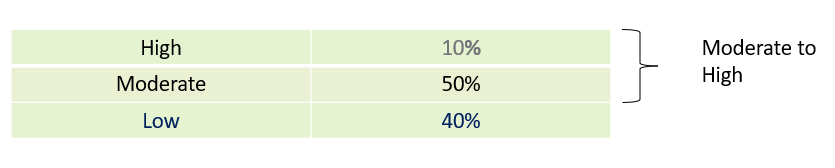 High 10%
Moderate 50%
Low 40%
Moderate to
High